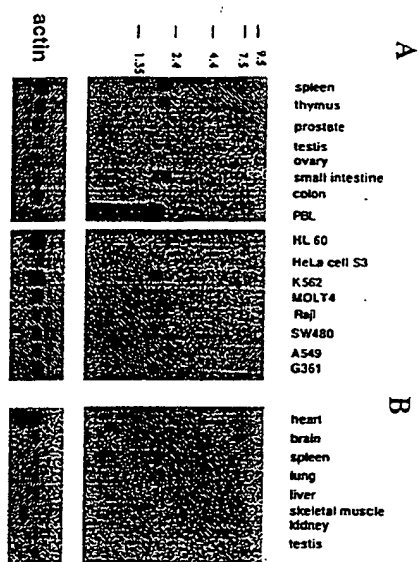 A
actin
— 1.35
— 2.4
— 4.4
— 7.5
— 9.5
spleen
thymus
prostate
testis
ovary
small intestine
colon
PBL
HL 60
HeLa cell S3
K562
MOLT4
Raji
SW480
A549
G361
B
heart
brain
spleen
lung
liver
skeletal muscle
kidney
testis